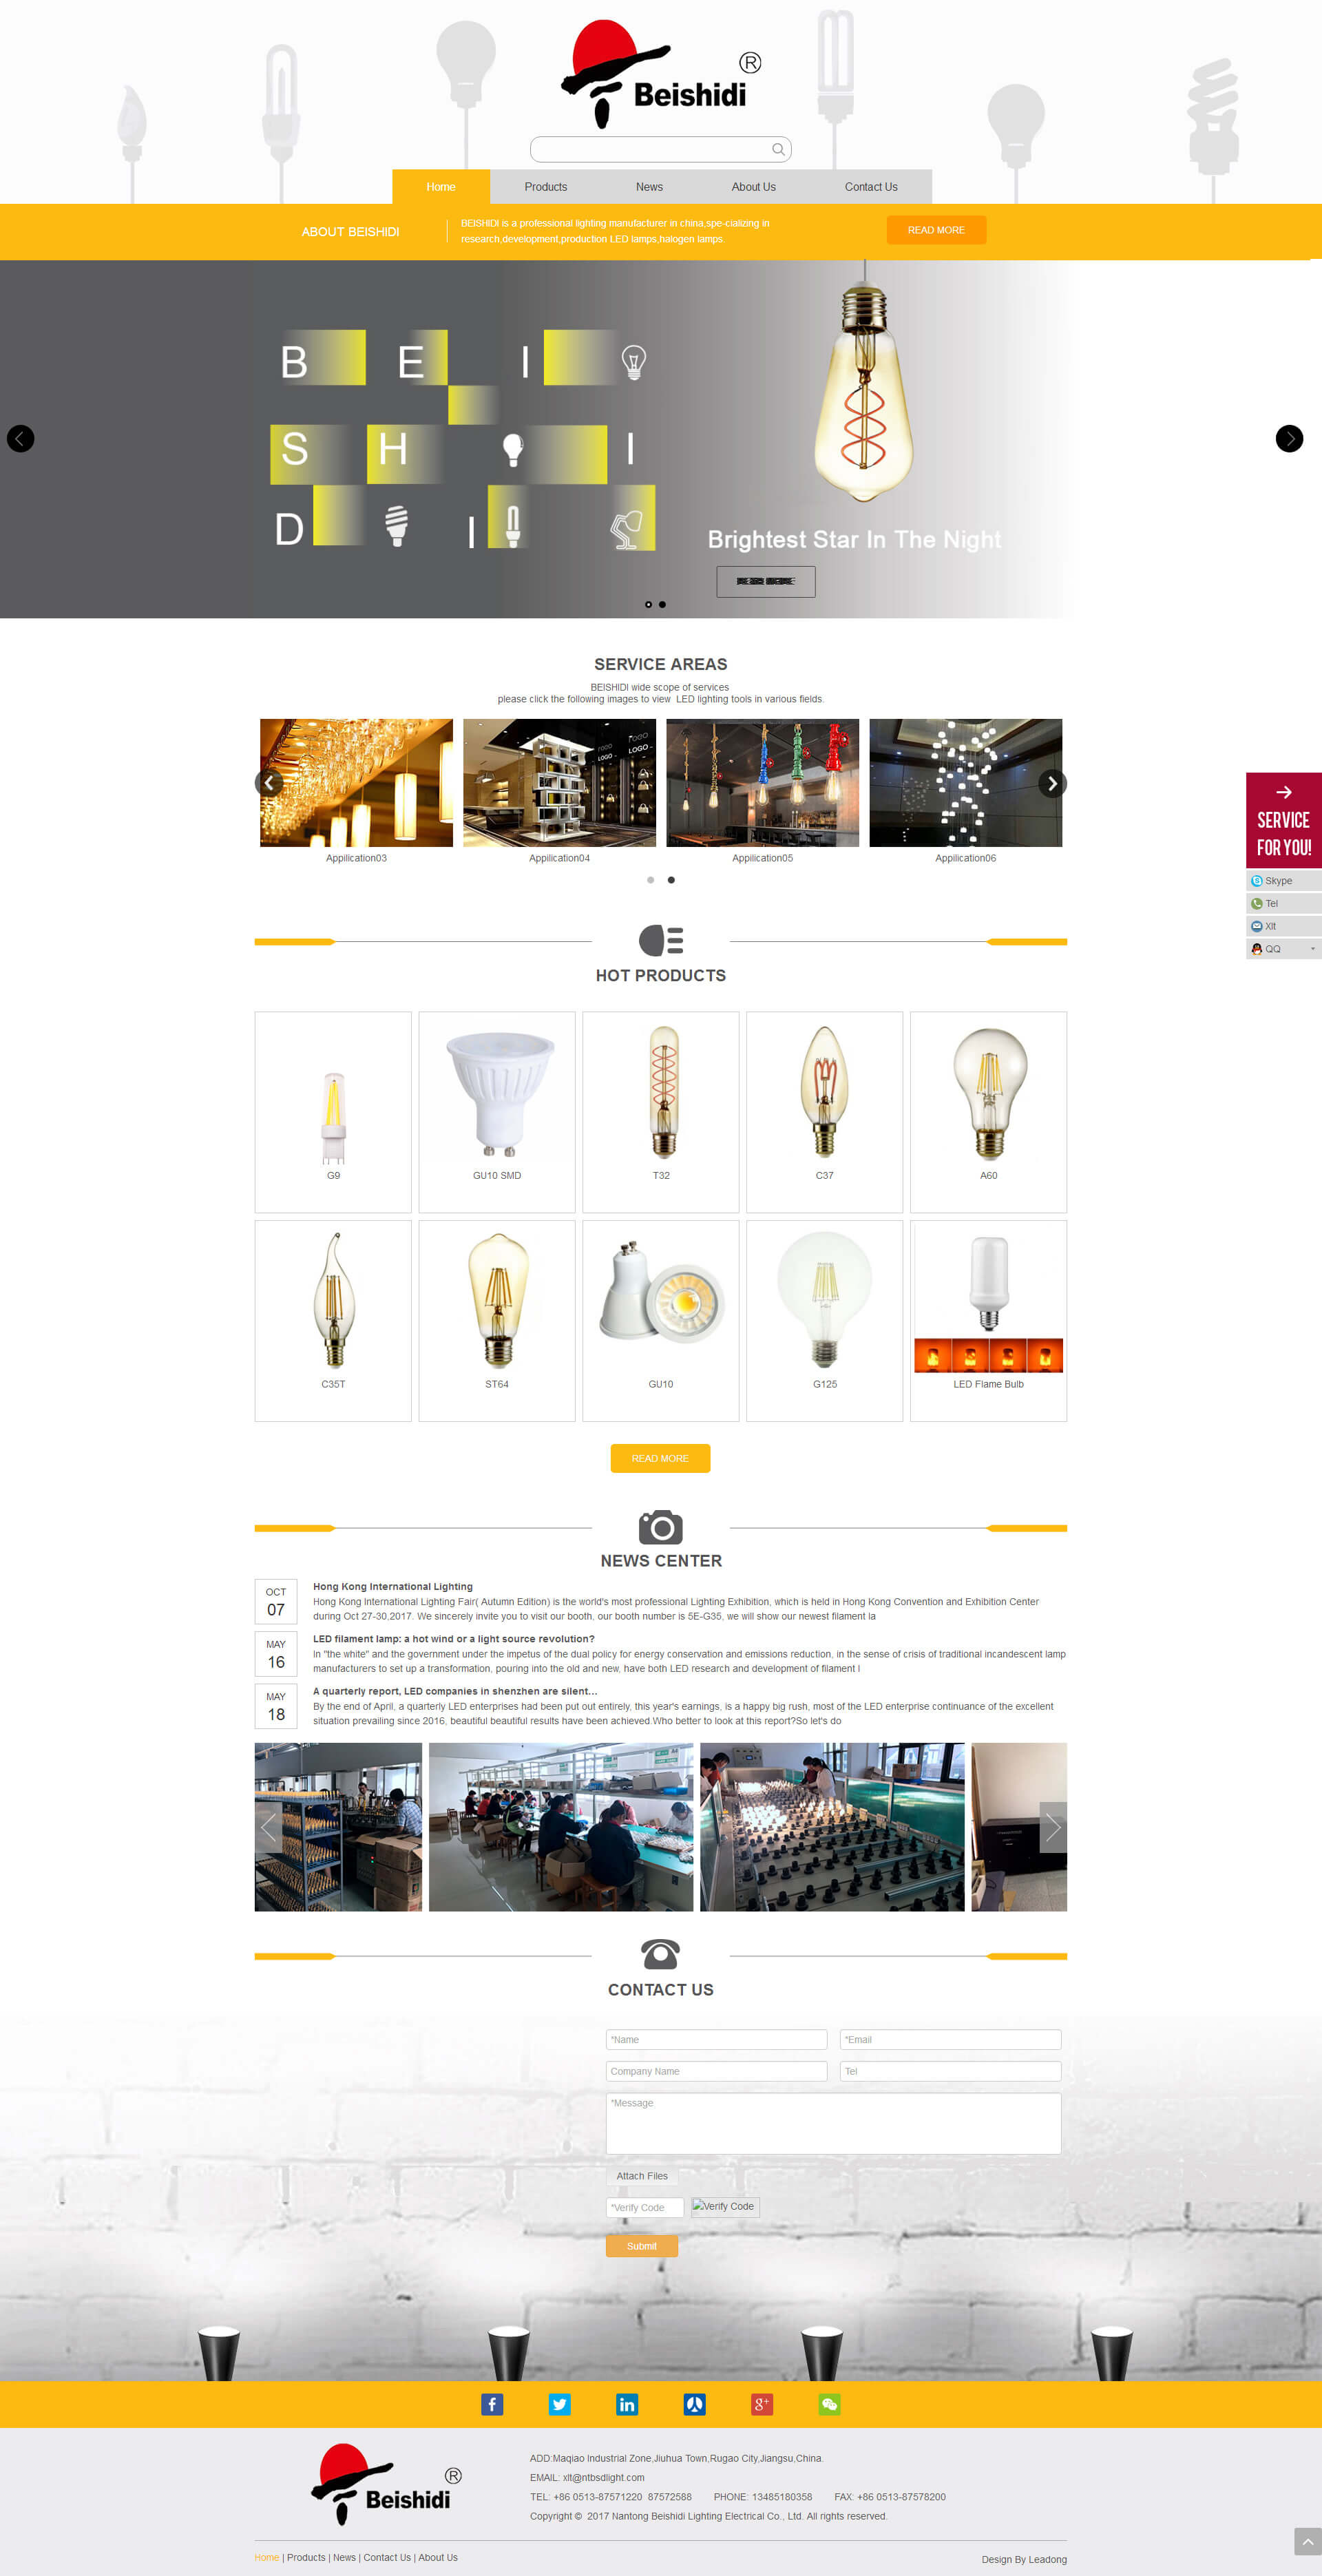 Beishidi ®
Home
Products
News
About Us
Contact Us
ABOUT BEISHIDI
BEISHIDI is a professional lighting manufacturer in china,spe-cializing in
research,development,production LED lamps,halogen lamps.
READ MORE
B E I
S H I
D I
Brightest Star In The Night
SERVICE AREAS
BEISHIDI wide scope of services
please click the following images to view LED lighting tools in various fields.
LOGO
LOGO
Appilication03
Appilication04
Appilication05
Appilication06
SERVICE
FOR YOU!
Skype
Tel
Xlt
QQ
HOT PRODUCTS
G9
GU10 SMD
T32
C37
A60
C35T
ST64
GU10
G125
LED Flame Bulb
READ MORE
NEWS CENTER
OCT
07
Hong Kong International Lighting
Hong Kong International Lighting Fair( Autumn Edition) is the world's most professional Lighting Exhibition, which is held in Hong Kong Convention and Exhibition Center
during Oct 27-30,2017. We sincerely invite you to visit our booth, our booth number is 5E-G35, we will show our newest filament la
MAY
16
LED filament lamp: a hot wind or a light source revolution?
In "the white" and the government under the impetus of the dual policy for energy conservation and emissions reduction, in the sense of crisis of traditional incandescent lamp
manufacturers to set up a transformation, pouring into the old and new, have both LED research and development of filament l
MAY
18
A quarterly report, LED companies in shenzhen are silent…
By the end of April, a quarterly LED enterprises had been put out entirely, this year's earnings, is a happy big rush, most of the LED enterprise continuance of the excellent
situation prevailing since 2016, beautiful beautiful results have been achieved.Who better to look at this report?So let's do
CONTACT US
*Name
*Email
Company Name
Tel
*Message
Attach Files
*Verify Code
Verify Code
Submit
Beishidi ®
ADD:Maqiao Industrial Zone,Jiuhua Town,Rugao City,Jiangsu,China.
EMAIL: xlt@ntbsdlight.com
TEL: +86 0513-87571220 87572588 PHONE: 13485180358 FAX: +86 0513-87578200
Copyright © 2017 Nantong Beishidi Lighting Electrical Co., Ltd. All rights reserved.
Home | Products | News | Contact Us | About Us
Design By Leadong